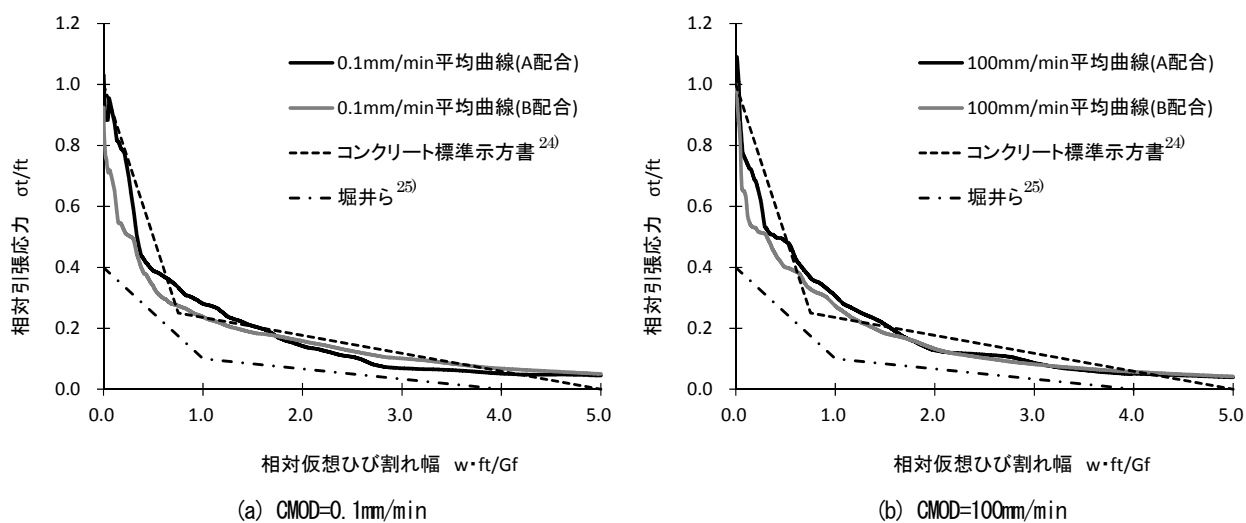 1.2
1.0
0.8
0.6
0.4
0.2
0.0
相対引張応力 σt/ft
0.1mm/min平均曲線(A配合)
0.1mm/min平均曲線(B配合)
コンクリート標準示方書24)
堀井ら25)
0.0 1.0 2.0 3.0 4.0 5.0
相対仮想ひび割れ幅 w・ft/Gf
(a) CMOD=0.1mm/min
1.2
1.0
0.8
0.6
0.4
0.2
0.0
相対引張応力 σt/ft
100mm/min平均曲線(A配合)
100mm/min平均曲線(B配合)
コンクリート標準示方書24)
堀井ら25)
0.0 1.0 2.0 3.0 4.0 5.0
相対仮想ひび割れ幅 w・ft/Gf
(b) CMOD=100mm/min